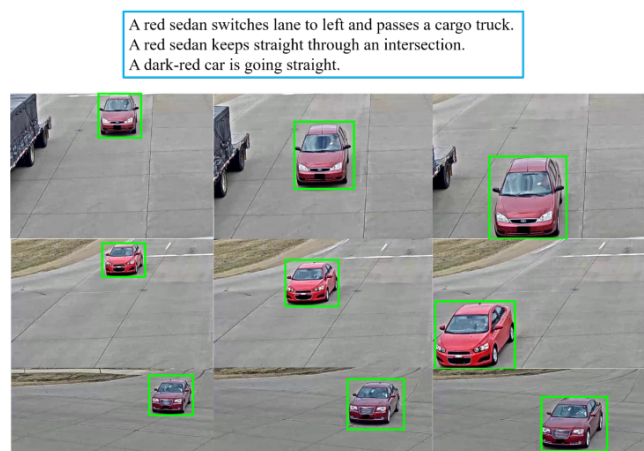 A red sedan switches lane to left and passes a cargo truck.
A red sedan keeps straight through an intersection.
A dark-red car is going straight.